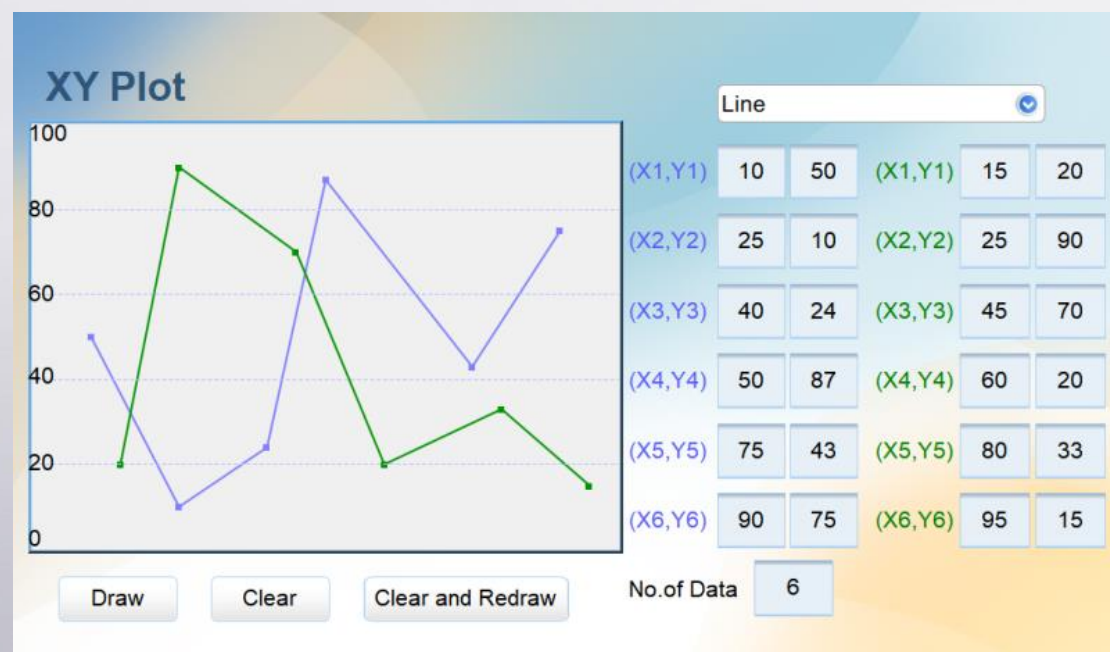 XY Plot
Line
100
80
60
40
20
0
(X1,Y1) 10 50 (X1,Y1) 15 20
(X2,Y2) 25 10 (X2,Y2) 25 90
(X3,Y3) 40 24 (X3,Y3) 45 70
(X4,Y4) 50 87 (X4,Y4) 60 20
(X5,Y5) 75 43 (X5,Y5) 80 33
(X6,Y6) 90 75 (X6,Y6) 95 15
Draw Clear Clear and Redraw No.of Data 6